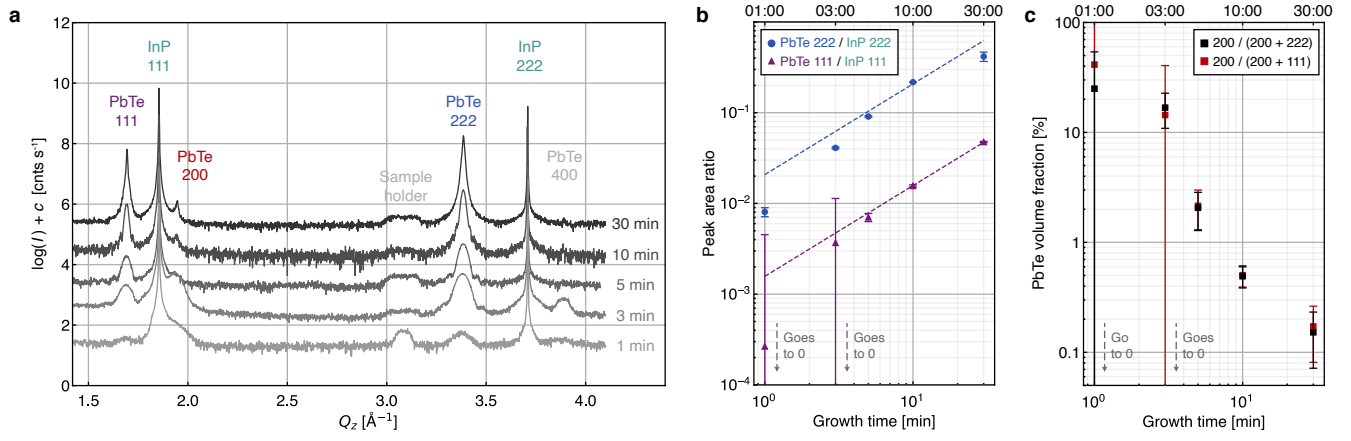 a
12
10
8
6
4
2
0
log(I) + c [cnts s⁻¹]
InP
111
InP
222
PbTe
111
PbTe
222
PbTe
200
PbTe
400
Sample
holder
30 min
10 min
5 min
3 min
1 min
1.5
2.0
2.5
3.0
3.5
4.0
Q_z [Å⁻¹]
b
01:00
03:00
10:00
30:00
PbTe 222 / InP 222
PbTe 111 / InP 111
10⁻¹
10⁻²
10⁻³
10⁻⁴
Peak area ratio
Goes
to 0
Goes
to 0
10⁰
10¹
Growth time [min]
c
01:00
03:00
10:00
30:00
200 / (200 + 222)
200 / (200 + 111)
100
10
1
0.1
PbTe volume fraction [%]
Go
to 0
Goes
to 0
10⁰
10¹
Growth time [min]